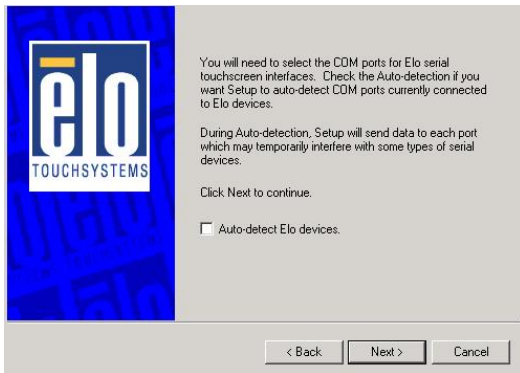 ēlo
TOUCHSYSTEMS
You will need to select the COM ports for Elo serial
touchscreen interfaces. Check the Auto-detection if you
want Setup to auto-detect COM ports currently connected
to Elo devices.
During Auto-detection, Setup will send data to each port
which may temporarily interfere with some types of serial
devices.
Click Next to continue.
Auto-detect Elo devices.
< Back
Next >
Cancel